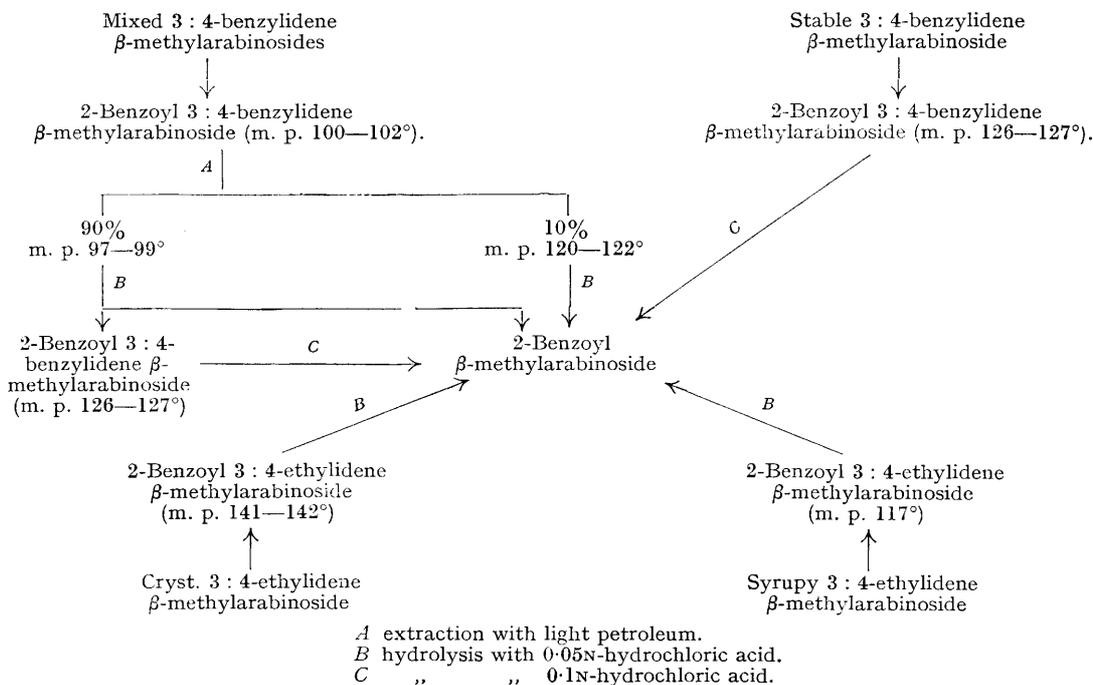 Mixed 3 : 4-benzylidene
β-methylarabinosides
Stable 3 : 4-benzylidene
β-methylarabinoside
2-Benzoyl 3 : 4-benzylidene
β-methylarabinoside (m. p. 100—102°).
2-Benzoyl 3 : 4-benzylidene
β-methylarabinoside (m. p. 126—127°).
A
90%
m. p. 97—99°
10%
m. p. 120—122°
C
B
B
2-Benzoyl 3 : 4-
benzylidene β-
methylarabinoside
(m. p. 126—127°)
C
2-Benzoyl
β-methylarabinoside
B
B
2-Benzoyl 3 : 4-ethylidene
β-methylarabinoside
(m. p. 141—142°)
2-Benzoyl 3 : 4-ethylidene
β-methylarabinoside
(m. p. 117°)
Cryst. 3 : 4-ethylidene
β-methylarabinoside
Syrupy 3 : 4-ethylidene
β-methylarabinoside
A extraction with light petroleum.
B hydrolysis with 0·05N-hydrochloric acid.
C ,, ,, 0·1N-hydrochloric acid.